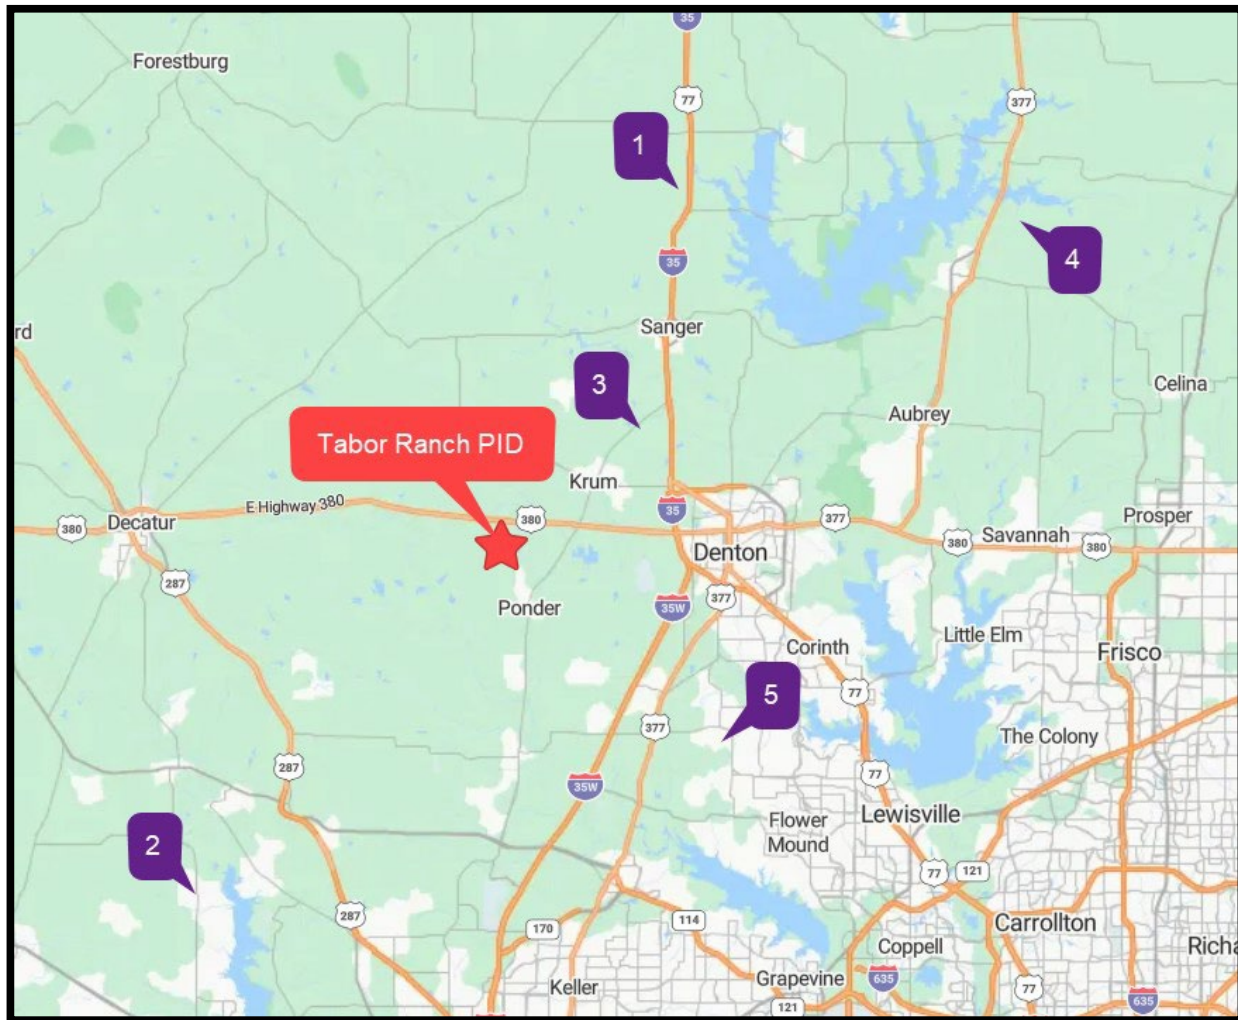 35
Forestburg
77
377
1
4
35
rd
Sanger
3
Celina
Aubrey
Tabor Ranch PID
Krum
E Highway 380
380
35
377
Prosper
380
Decatur
Savannah
380
380
Denton
287
377
35W
Ponder
Little Elm
Corinth
Frisco
5
77
377
The Colony
287
77
35W
Lewisville
Flower
Mound
2
77
121
287
114
170
Carrollton
Coppell
Richa
Grapevine
635
Keller
77
121
635